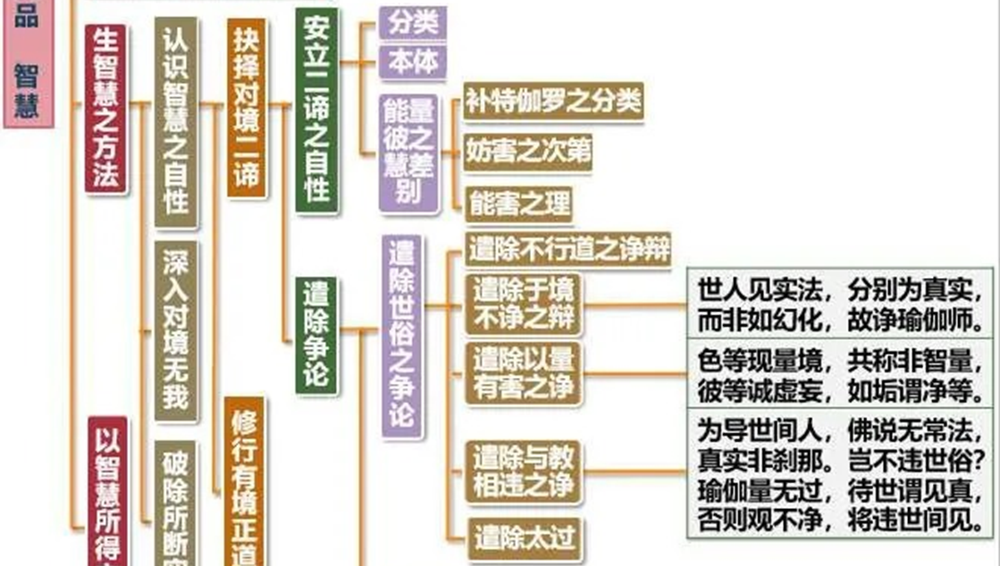 品 智慧
生智慧之方法
认识智慧之自性
抉择对境二谛
安立二谛之自性
分类
本体
能量
彼之
慧差
别
补特伽罗之分类
妨害之次第
能害之理
遣除争论
遣除世俗之争论
遣除不行道之诤辩
遣除于境
不诤之辩
世人见实法，分别为真实，
而非如幻化，故诤瑜伽师。
遣除以量
有害之诤
色等现量境，共称非智量，
彼等诚虚妄，如垢谓净等。
遣除与教
相违之诤
为导世间人，佛说无常法，
真实非刹那。岂不违世俗？
瑜伽量无过，待世谓见真，
否则观不净，将违世间见。
遣除太过
修行有境正道
深入对境无我
破除所断
以智慧所得